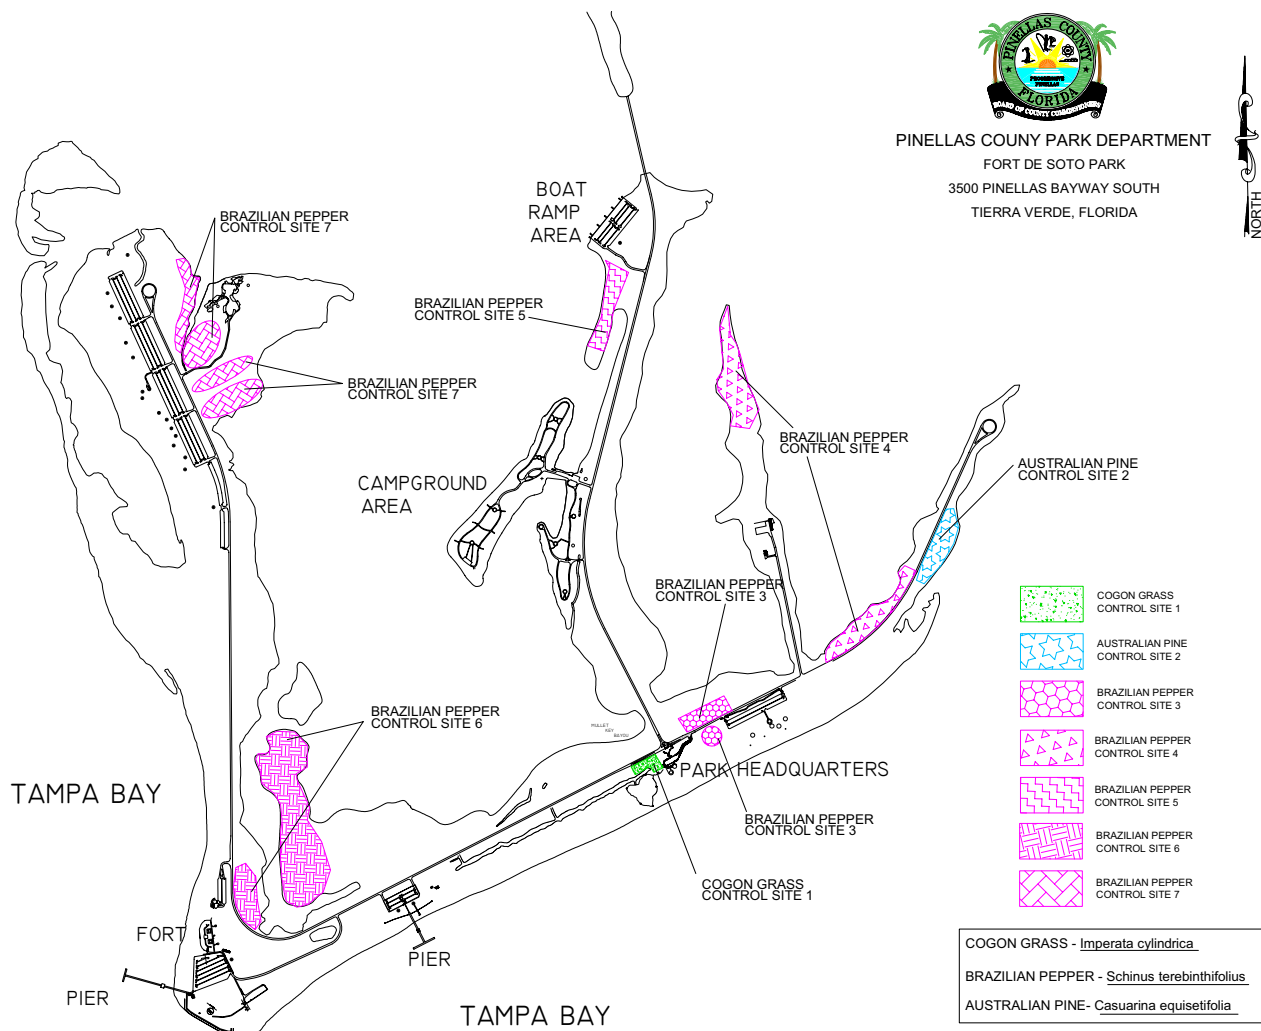 PINELLAS COUNTY
FLORIDA
PROGRESSIVE
PINELLAS
BOARD OF COUNTY COMMISSIONERS
PINELLAS COUNY PARK DEPARTMENT
FORT DE SOTO PARK
3500 PINELLAS BAYWAY SOUTH
TIERRA VERDE, FLORIDA
NORTH
BOAT
RAMP
AREA
BRAZILIAN PEPPER
CONTROL SITE 7
BRAZILIAN PEPPER
CONTROL SITE 5
BRAZILIAN PEPPER
CONTROL SITE 7
BRAZILIAN PEPPER
CONTROL SITE 4
AUSTRALIAN PINE
CONTROL SITE 2
CAMPGROUND
AREA
BRAZILIAN PEPPER
CONTROL SITE 3
BRAZILIAN PEPPER
CONTROL SITE 6
MULLET
KEY
BAYOU
PARK HEADQUARTERS
TAMPA BAY
BRAZILIAN PEPPER
CONTROL SITE 3
COGON GRASS
CONTROL SITE 1
FORT
PIER
PIER
TAMPA BAY
COGON GRASS
CONTROL SITE 1
AUSTRALIAN PINE
CONTROL SITE 2
BRAZILIAN PEPPER
CONTROL SITE 3
BRAZILIAN PEPPER
CONTROL SITE 4
BRAZILIAN PEPPER
CONTROL SITE 5
BRAZILIAN PEPPER
CONTROL SITE 6
BRAZILIAN PEPPER
CONTROL SITE 7
COGON GRASS - Imperata cylindrica
BRAZILIAN PEPPER - Schinus terebinthifolius
AUSTRALIAN PINE- Casuarina equisetifolia